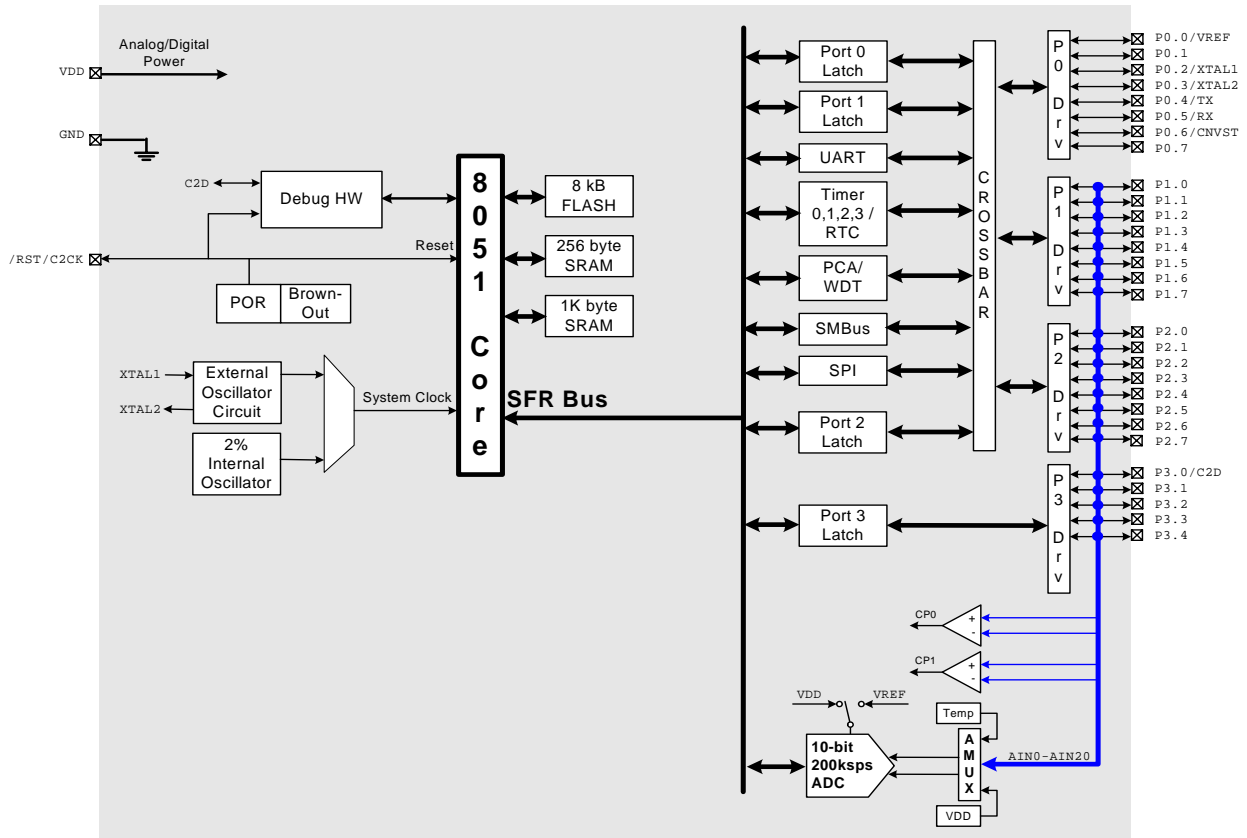 Analog/Digital
Power
VDD
GND
C2D
Debug HW
/RST/C2CK
Reset
POR
Brown-
Out
XTAL1
XTAL2
External
Oscillator
Circuit
2%
Internal
Oscillator
System Clock
8
0
5
1
C
o
r
e
8 kB
FLASH
256 byte
SRAM
1K byte
SRAM
SFR Bus
Port 0
Latch
Port 1
Latch
UART
Timer
0,1,2,3 /
RTC
PCA/
WDT
SMBus
SPI
Port 2
Latch
Port 3
Latch
C
R
O
S
S
B
A
R
P
0
D
r
v
P0.0/VREF
P0.1
P0.2/XTAL1
P0.3/XTAL2
P0.4/TX
P0.5/RX
P0.6/CNVST
P0.7
P
1
D
r
v
P1.0
P1.1
P1.2
P1.3
P1.4
P1.5
P1.6
P1.7
P
2
D
r
v
P2.0
P2.1
P2.2
P2.3
P2.4
P2.5
P2.6
P2.7
P
3
D
r
v
P3.0/C2D
P3.1
P3.2
P3.3
P3.4
CP0
+
-
CP1
+
-
VDD
VREF
Temp
10-bit
200ksps
ADC
A
M
U
X
AIN0-AIN20
VDD